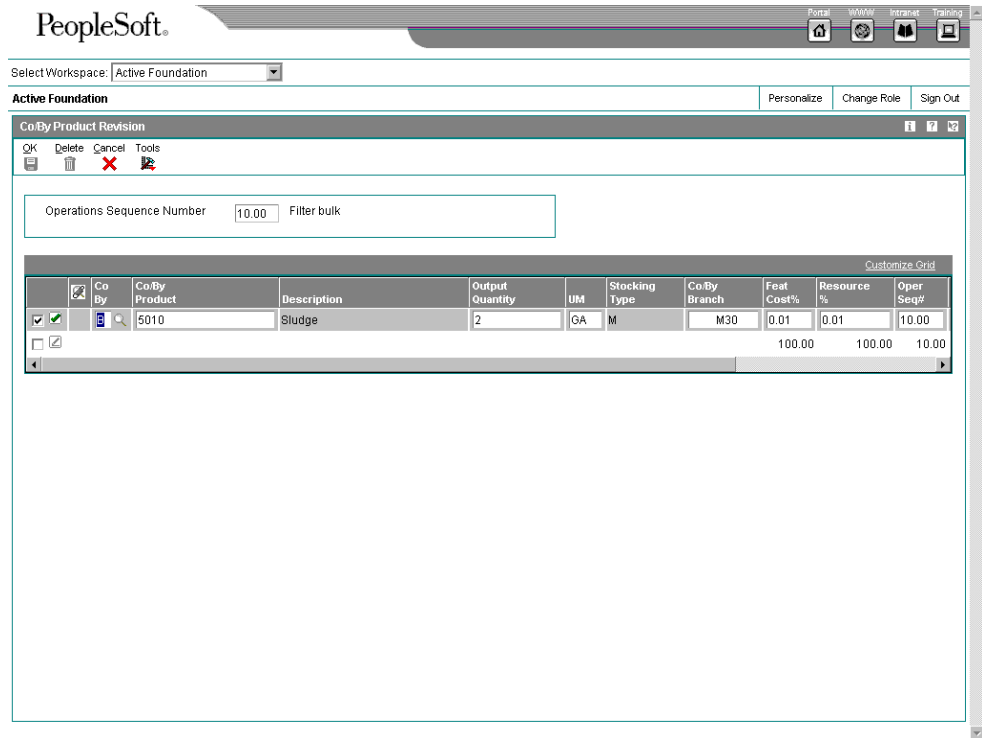 PeopleSoft.
Portal WWW Intranet Training
Select Workspace: Active Foundation
Active Foundation Personalize Change Role Sign Out
Co/By Product Revision
OK Delete Cancel Tools
Operations Sequence Number 10.00 Filter bulk
Customize Grid
Co By Co/By Product Description Output Quantity UM Stocking Type Co/By Branch Feat Cost% Resource % Oper Seq#
B 5010 Sludge 2 GA M M30 0.01 0.01 10.00
100.00 100.00 10.00